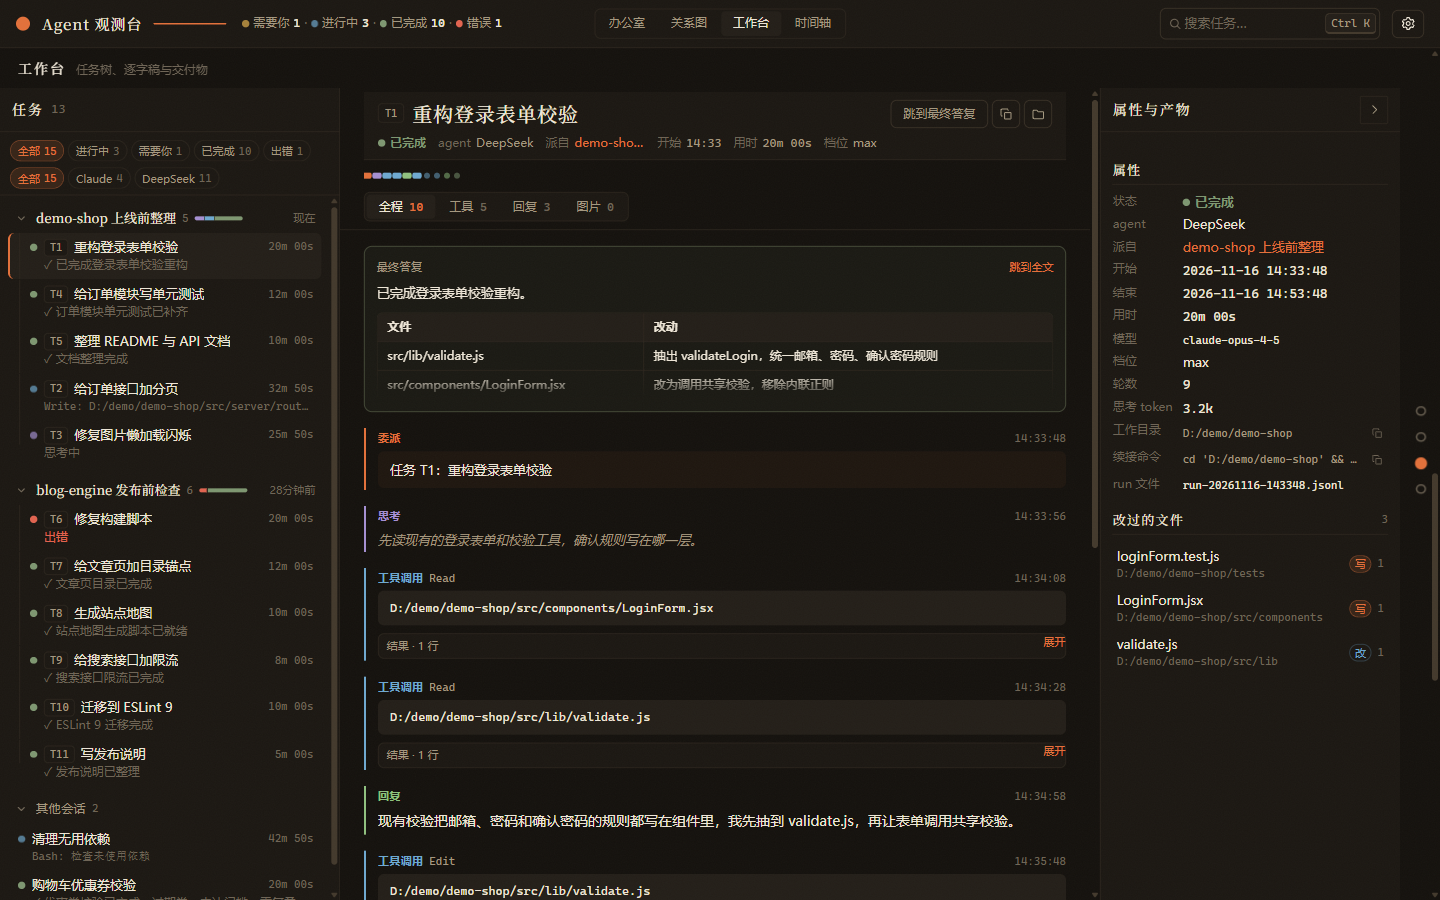 Agent 观测台
需要你 1 · 进行中 3 · 已完成 10 · 错误 1
办公室 关系图 工作台 时间轴
搜索任务… Ctrl K
工作台 任务树、逐字稿与交付物
任务 13
全部 15 进行中 3 需要你 1 已完成 10 出错 1
全部 15 Claude 4 DeepSeek 11
demo-shop 上线前整理 5 现在
T1 重构登录表单校验 20m 00s
✓ 已完成登录表单校验重构
T4 给订单模块写单元测试 12m 00s
✓ 订单模块单元测试已补齐
T5 整理 README 与 API 文档 10m 00s
✓ 文档整理完成
T2 给订单接口加分页 32m 50s
Write: D:/demo/demo-shop/src/server/rout…
T3 修复图片懒加载闪烁 25m 50s
思考中
blog-engine 发布前检查 6 28分钟前
T6 修复构建脚本 20m 00s
出错
T7 给文章页加目录锚点 12m 00s
✓ 文章页目录已完成
T8 生成站点地图 10m 00s
✓ 站点地图生成脚本已就绪
T9 给搜索接口加限流 8m 00s
✓ 搜索接口限流已完成
T10 迁移到 ESLint 9 10m 00s
✓ ESLint 9 迁移完成
T11 写发布说明 5m 00s
✓ 发布说明已整理
其他会话 2
清理无用依赖 42m 50s
Bash: 检查未使用依赖
购物车优惠券校验 20m 00s
T1 重构登录表单校验
跳到最终答复
已完成 agent DeepSeek 派自 demo-sho… 开始 14:33 用时 20m 00s 档位 max
全程 10 工具 5 回复 3 图片 0
最终答复 跳到全文
已完成登录表单校验重构。
文件 改动
src/lib/validate.js 抽出 validateLogin，统一邮箱、密码、确认密码规则
src/components/LoginForm.jsx 改为调用共享校验，移除内联正则
委派 14:33:48
任务 T1：重构登录表单校验
思考 14:33:56
先读现有的登录表单和校验工具，确认规则写在哪一层。
工具调用 Read 14:34:08
D:/demo/demo-shop/src/components/LoginForm.jsx
结果 · 1 行 展开
工具调用 Read 14:34:28
D:/demo/demo-shop/src/lib/validate.js
结果 · 1 行 展开
回复 14:34:58
现有校验把邮箱、密码和确认密码的规则都写在组件里，我先抽到 validate.js，再让表单调用共享校验。
工具调用 Edit 14:35:48
D:/demo/demo-shop/src/lib/validate.js
属性与产物
属性
状态 已完成
agent DeepSeek
派自 demo-shop 上线前整理
开始 2026-11-16 14:33:48
结束 2026-11-16 14:53:48
用时 20m 00s
模型 claude-opus-4-5
档位 max
轮数 9
思考 token 3.2k
工作目录 D:/demo/demo-shop
续接命令 cd 'D:/demo/demo-shop' && …
run 文件 run-20261116-143348.jsonl
改过的文件 3
loginForm.test.js 写 1
D:/demo/demo-shop/tests
LoginForm.jsx 写 1
D:/demo/demo-shop/src/components
validate.js 改 1
D:/demo/demo-shop/src/lib